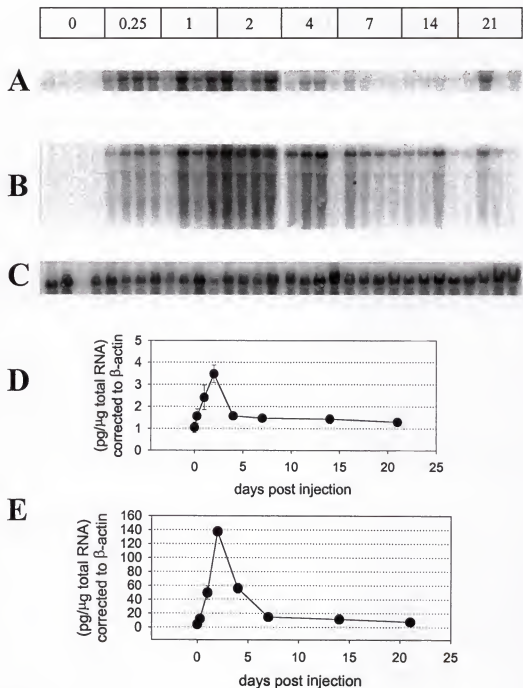 0 0.25 1 2 4 7 14 21
A
B
C
D
(pg/µg total RNA)
corrected to β-actin
5
4
3
2
1
0
0 5 10 15 20 25
days post injection
E
(pg/µg total RNA)
corrected to β-actin
160
140
120
100
80
60
40
20
0
0 5 10 15 20 25
days post injection